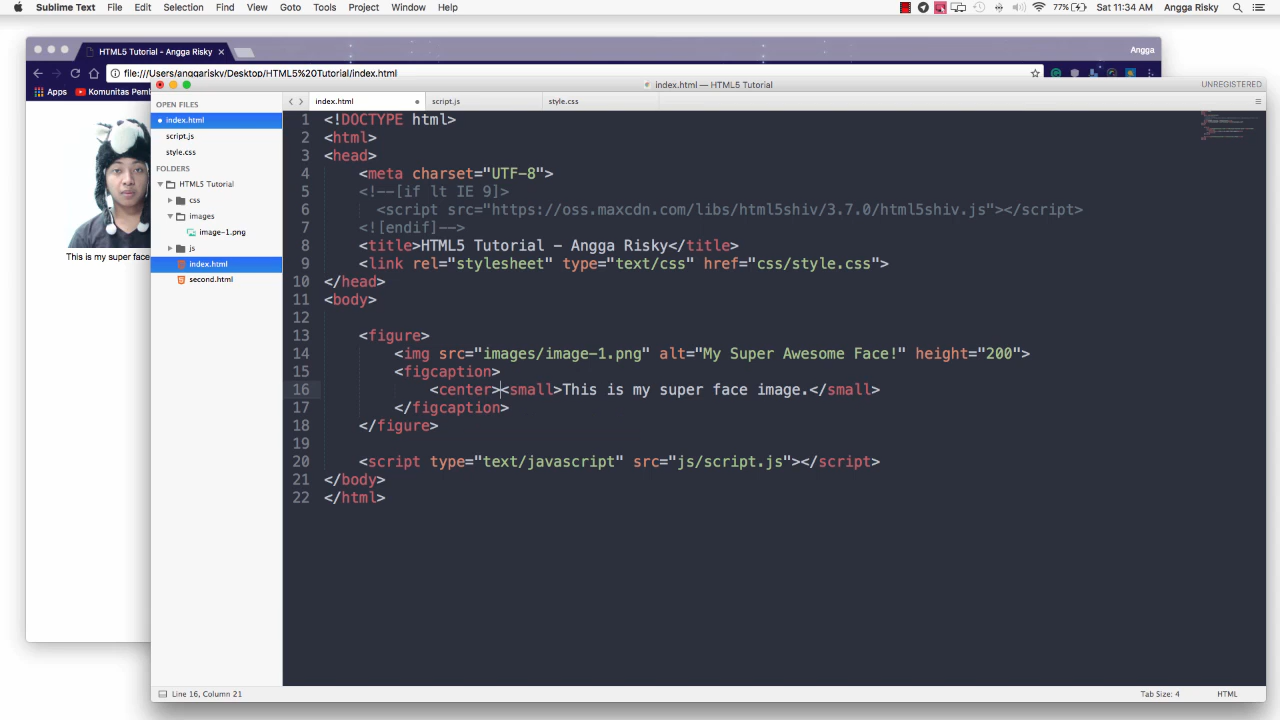 Sublime Text File Edit Selection Find View Goto Tools Project Window Help 77% Sat 11:34 AM Angga Risky
HTML5 Tutorial - Angga Risky
Angga
file:///Users/anggarisky/Desktop/HTML5%20Tutorial/index.html
Apps Komunitas Pemb
This is my super face
index.html — HTML5 Tutorial
UNREGISTERED
OPEN FILES
index.html
script.js
style.css
FOLDERS
HTML5 Tutorial
css
images
image-1.png
js
index.html
second.html
index.html script.js style.css
1 <!DOCTYPE html>
2 <html>
3 <head>
4 <meta charset="UTF-8">
5 <!--[if lt IE 9]>
6 <script src="https://oss.maxcdn.com/libs/html5shiv/3.7.0/html5shiv.js"></script>
7 <![endif]-->
8 <title>HTML5 Tutorial - Angga Risky</title>
9 <link rel="stylesheet" type="text/css" href="css/style.css">
10 </head>
11 <body>
12
13 <figure>
14 <img src="images/image-1.png" alt="My Super Awesome Face!" height="200">
15 <figcaption>
16 <center><small>This is my super face image.</small>
17 </figcaption>
18 </figure>
19
20 <script type="text/javascript" src="js/script.js"></script>
21 </body>
22 </html>
Line 16, Column 21
Tab Size: 4 HTML